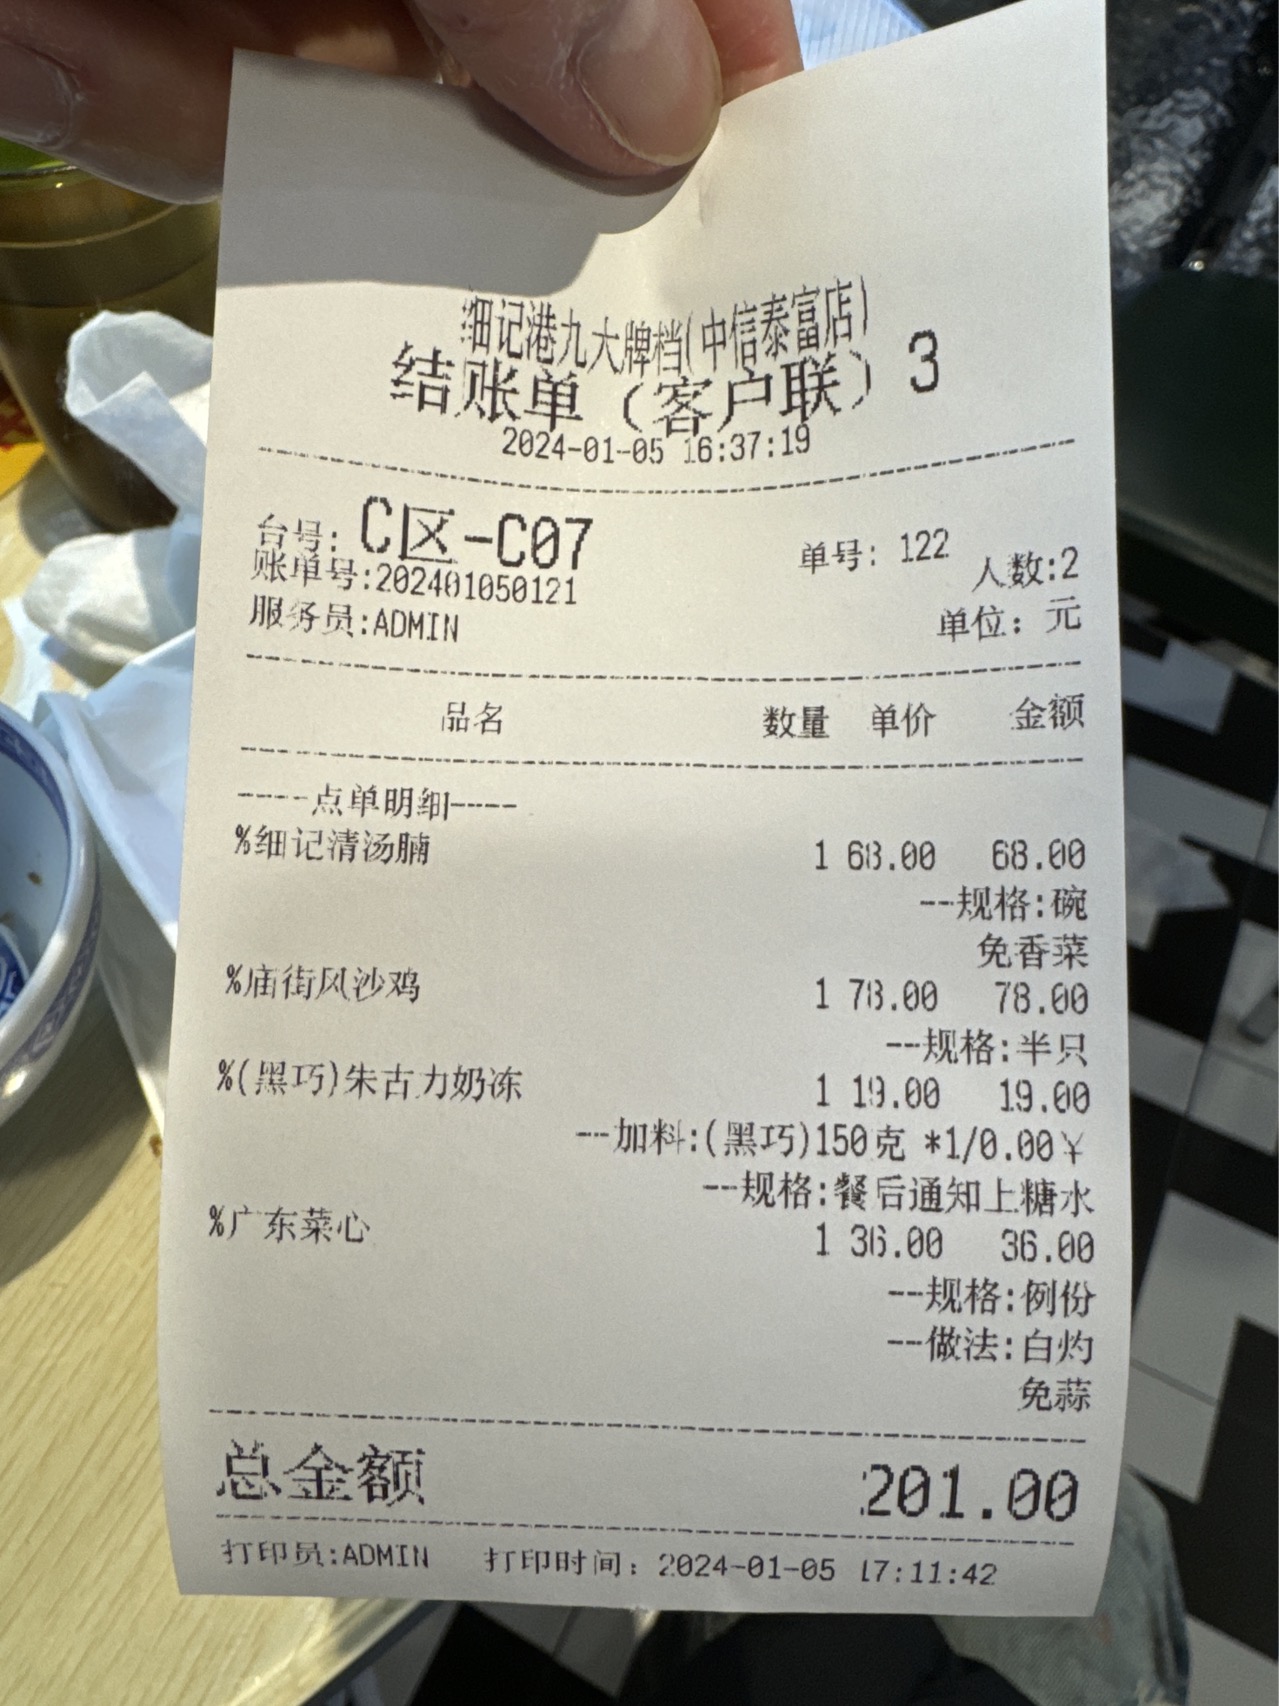 细记港九大牌档(中信泰富店)
结账单（客户联）3
2024-01-05 16:37:19
台号: C区-C07 单号: 122
账单号:202401050121 人数:2
服务员:ADMIN 单位: 元
品名 数量 单价 金额
----点单明细----
%细记清汤腩 1 68.00 68.00
--规格:碗
免香菜
%庙街风沙鸡 1 78.00 78.00
--规格:半只
%(黑巧)朱古力奶冻 1 19.00 19.00
--加料:(黑巧)150克 *1/0.00￥
--规格:餐后通知上糖水
%广东菜心 1 36.00 36.00
--规格:例份
--做法:白灼
免蒜
总金额 201.00
打印员:ADMIN 打印时间: 2024-01-05 17:11:42